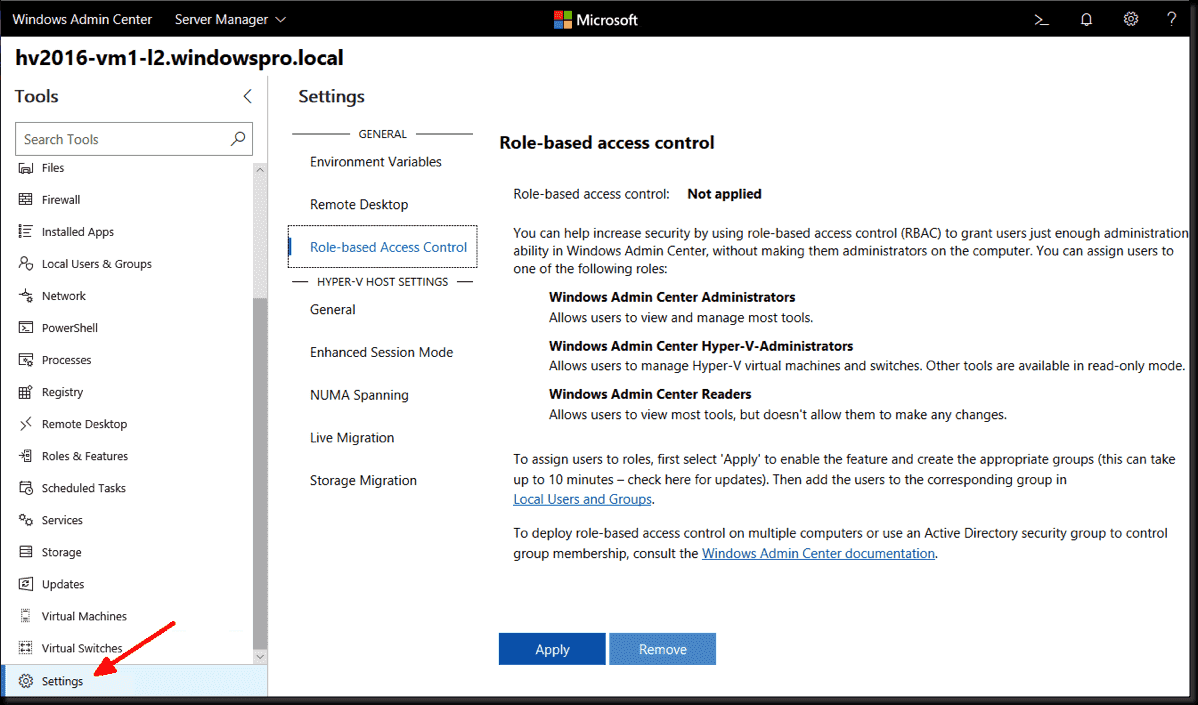 Windows Admin Center
Server Manager
Microsoft
?
hv2016-vm1-l2.windowspro.local
Tools
Search Tools
Files
Firewall
Installed Apps
Local Users & Groups
Network
PowerShell
Processes
Registry
Remote Desktop
Roles & Features
Scheduled Tasks
Services
Storage
Updates
Virtual Machines
Virtual Switches
Settings
Settings
GENERAL
Environment Variables
Remote Desktop
Role-based Access Control
HYPER-V HOST SETTINGS
General
Enhanced Session Mode
NUMA Spanning
Live Migration
Storage Migration
Role-based access control
Role-based access control: Not applied
You can help increase security by using role-based access control (RBAC) to grant users just enough administration
ability in Windows Admin Center, without making them administrators on the computer. You can assign users to
one of the following roles:
Windows Admin Center Administrators
Allows users to view and manage most tools.
Windows Admin Center Hyper-V-Administrators
Allows users to manage Hyper-V virtual machines and switches. Other tools are available in read-only mode.
Windows Admin Center Readers
Allows users to view most tools, but doesn't allow them to make any changes.
To assign users to roles, first select 'Apply' to enable the feature and create the appropriate groups (this can take
up to 10 minutes – check here for updates). Then add the users to the corresponding group in
Local Users and Groups.
To deploy role-based access control on multiple computers or use an Active Directory security group to control
group membership, consult the Windows Admin Center documentation.
Apply
Remove